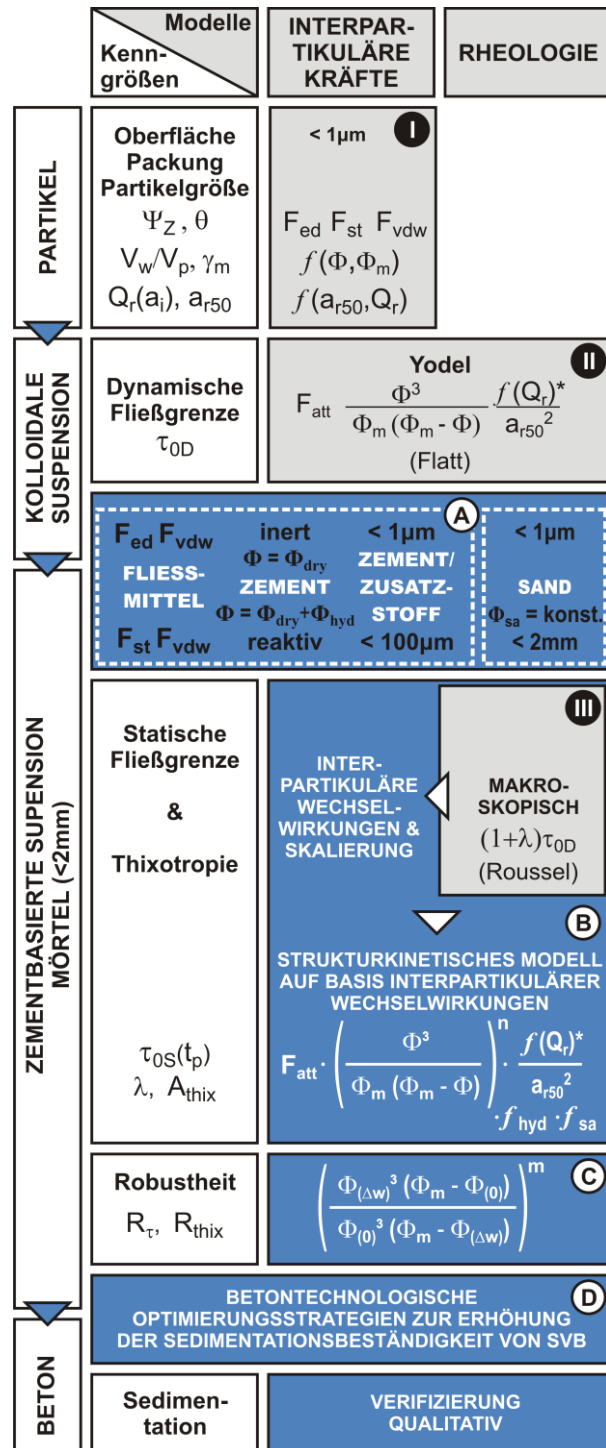 Modelle
Kenn-
größen
INTERPAR-
TIKULÄRE
KRÄFTE
RHEOLOGIE
PARTIKEL
Oberfläche
Packung
Partikelgröße
Ψ_Z , θ
V_w/V_p, γ_m
Q_r(a_i), a_r50
I
< 1µm
F_ed F_st F_vdw
f(Φ,Φ_m)
f(a_r50,Q_r)
KOLLOIDALE
SUSPENSION
Dynamische
Fließgrenze
τ_0D
II
Yodel
F_att Φ³ / Φ_m (Φ_m - Φ) f(Q_r)* / a_r50²
(Flatt)
A
F_ed F_vdw inert < 1µm < 1µm
Φ = Φ_dry ZEMENT/
FLIESS- ZEMENT ZUSATZ- SAND
MITTEL Φ = Φ_dry+Φ_hyd STOFF Φ_sa = konst.
F_st F_vdw reaktiv < 100µm < 2mm
ZEMENTBASIERTE SUPENSION
MÖRTEL (<2mm)
Statische
Fließgrenze
&
Thixotropie
τ_0S(t_p)
λ, A_thix
INTER-
PARTIKULÄRE
WECHSEL-
WIRKUNGEN &
SKALIERUNG
III
MAKRO-
SKOPISCH
(1+λ)τ_0D
(Roussel)
B
STRUKTURKINETISCHES MODELL
AUF BASIS INTERPARTIKULÄRER
WECHSELWIRKUNGEN
F_att · (Φ³ / Φ_m (Φ_m - Φ))^n · f(Q_r)* / a_r50²
·f_hyd ·f_sa
Robustheit
R_τ, R_thix
C
(Φ_(Δw)³ (Φ_m - Φ_(0)) / Φ_(0)³ (Φ_m - Φ_(Δw)))^m
D
BETONTECHNOLOGISCHE
OPTIMIERUNGSSTRATEGIEN ZUR ERHÖHUNG
DER SEDIMENTATIONSBESTÄNDIGKEIT VON SVB
BETON
Sedimen-
tation
VERIFIZIERUNG
QUALITATIV